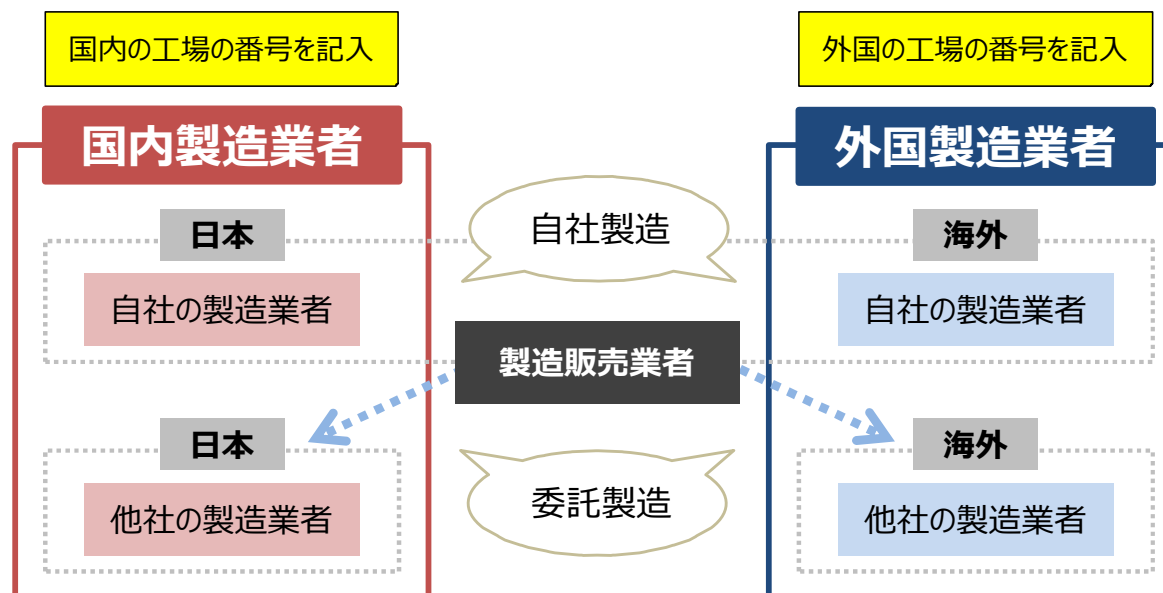 国内の工場の番号を記入
外国の工場の番号を記入
国内製造業者
外国製造業者
日本
自社製造
海外
自社の製造業者
自社の製造業者
製造販売業者
日本
海外
他社の製造業者
委託製造
他社の製造業者